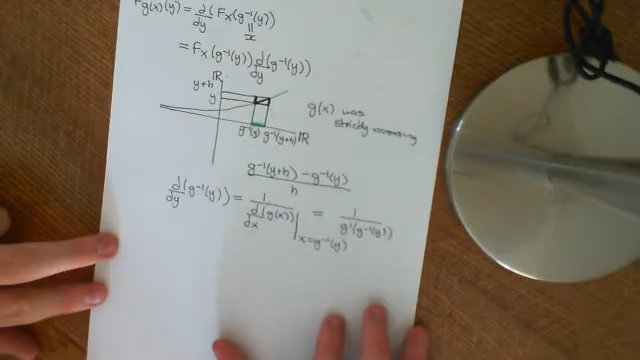 F_{g(X)}(y) = d/dy (F_X(g⁻¹(y))
= x
= f_X(g⁻¹(y)) d/dy (g⁻¹(y))
ℝ
y+h
y
g⁻¹(y) g⁻¹(y+h) ℝ
g(x) was
strictly increasing
g⁻¹(y+h) - g⁻¹(y) / h
d/dy (g⁻¹(y)) = 1 / d/dx (g(x)) |_{x=g⁻¹(y)} = 1 / g'(g⁻¹(y))